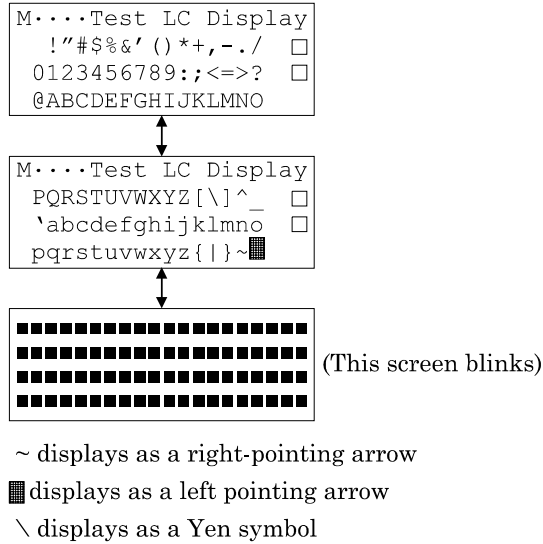 M····Test LC Display
!"#$%&'()*+,-./ □
0123456789:;<=>? □
@ABCDEFGHIJKLMNO
M····Test LC Display
PQRSTUVWXYZ[\]^_ □
‛abcdefghijklmno □
pqrstuvwxyz{|}~▓
(This screen blinks)
~ displays as a right-pointing arrow
▓ displays as a left pointing arrow
\ displays as a Yen symbol